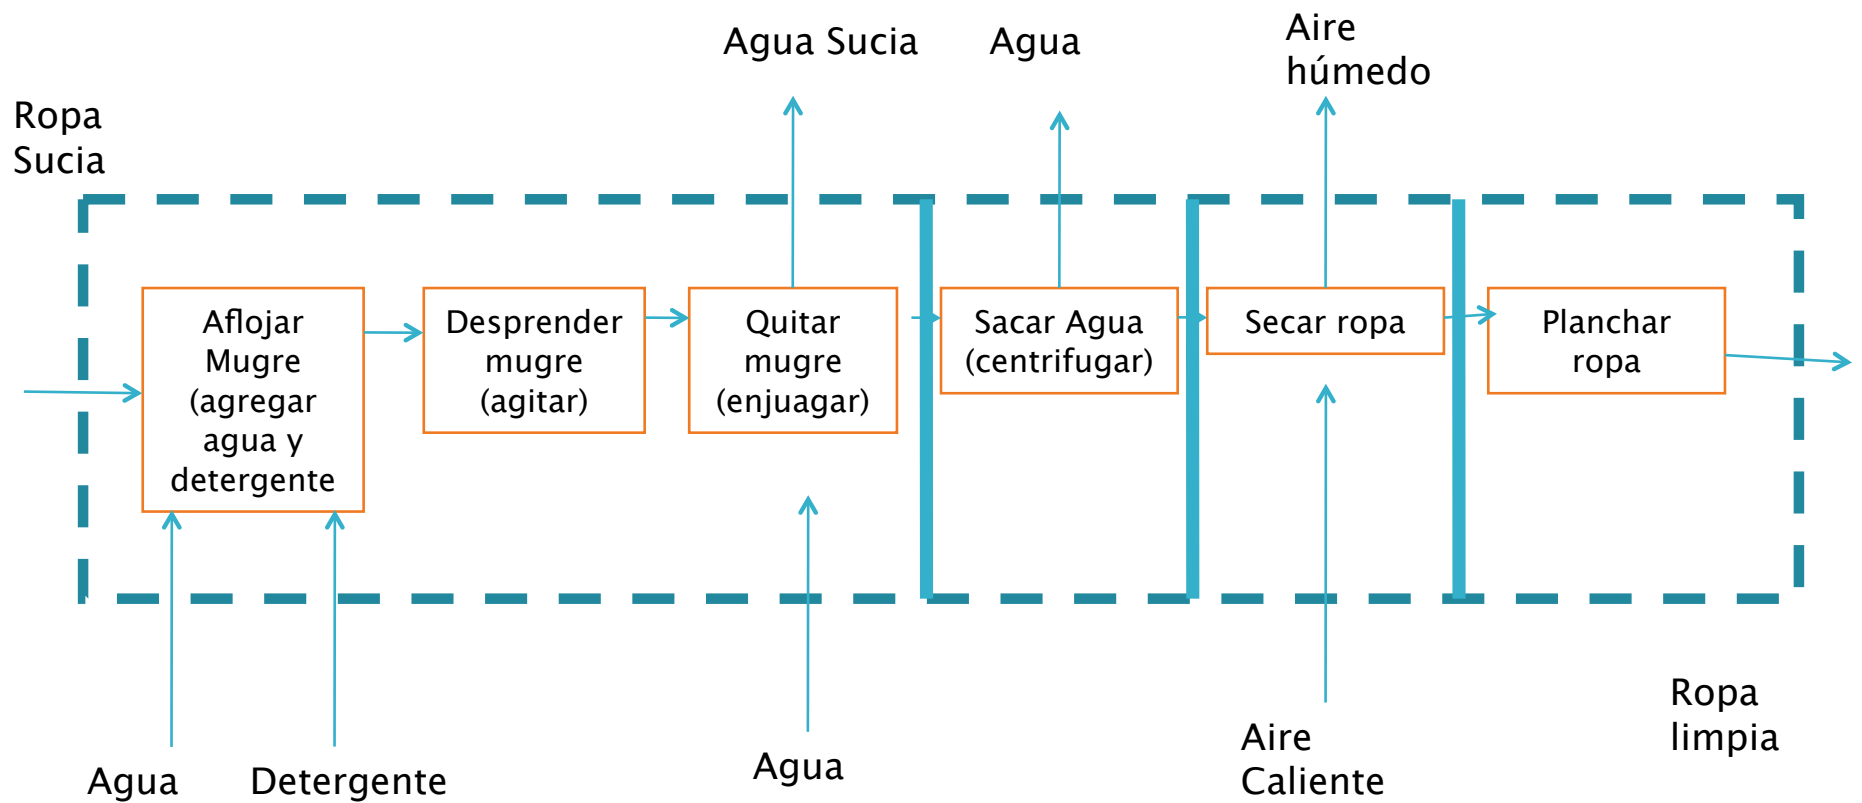 Ropa
Sucia
Agua Sucia
Agua
Aire
húmedo
Aflojar
Mugre
(agregar
agua y
detergente
Desprender
mugre
(agitar)
Quitar
mugre
(enjuagar)
Sacar Agua
(centrifugar)
Secar ropa
Planchar
ropa
Agua
Detergente
Agua
Aire
Caliente
Ropa
limpia